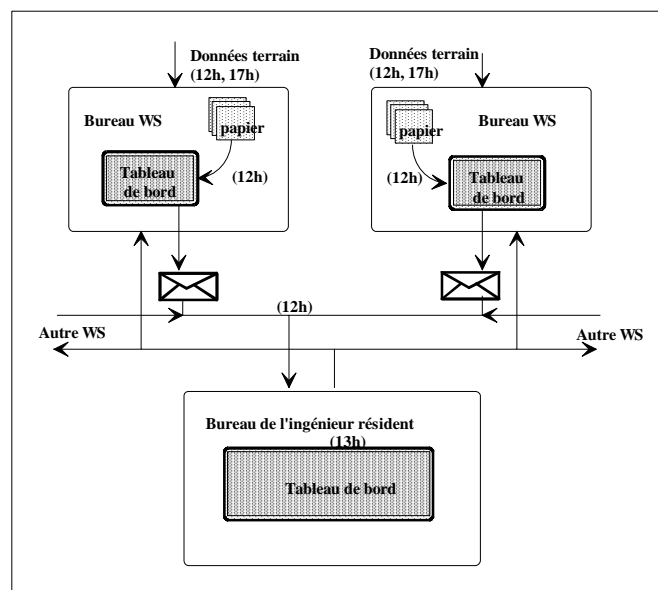 Données terrain
(12h, 17h)
Données terrain
(12h, 17h)
Bureau WS
papier
Tableau
de bord
(12h)
papier
Bureau WS
(12h)
Tableau
de bord
(12h)
Autre WS
Autre WS
Bureau de l'ingénieur résident
(13h)
Tableau de bord